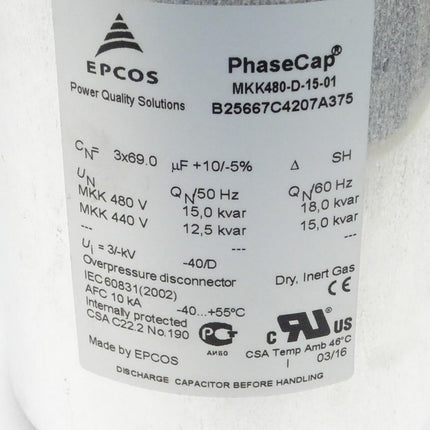 EPCOS
Power Quality Solutions
PhaseCap®
MKK480-D-15-01
B25667C4207A375
CN= 3x69.0 µF +10/-5% Δ SH
UN QN/50 Hz QN/60 Hz
MKK 480 V 15,0 kvar 18,0 kvar
MKK 440 V 12,5 kvar 15,0 kvar
--- --- ---
Ui = 3/-kV -40/D
Overpressure disconnector Dry, Inert Gas
IEC 60831(2002) CE
AFC 10 kA -40...+55°C
Internally protected
CSA C22.2 No.190
АИ50
c RU US
CSA Temp Amb 46°C
I 03/16
Made by EPCOS
DISCHARGE CAPACITOR BEFORE HANDLING